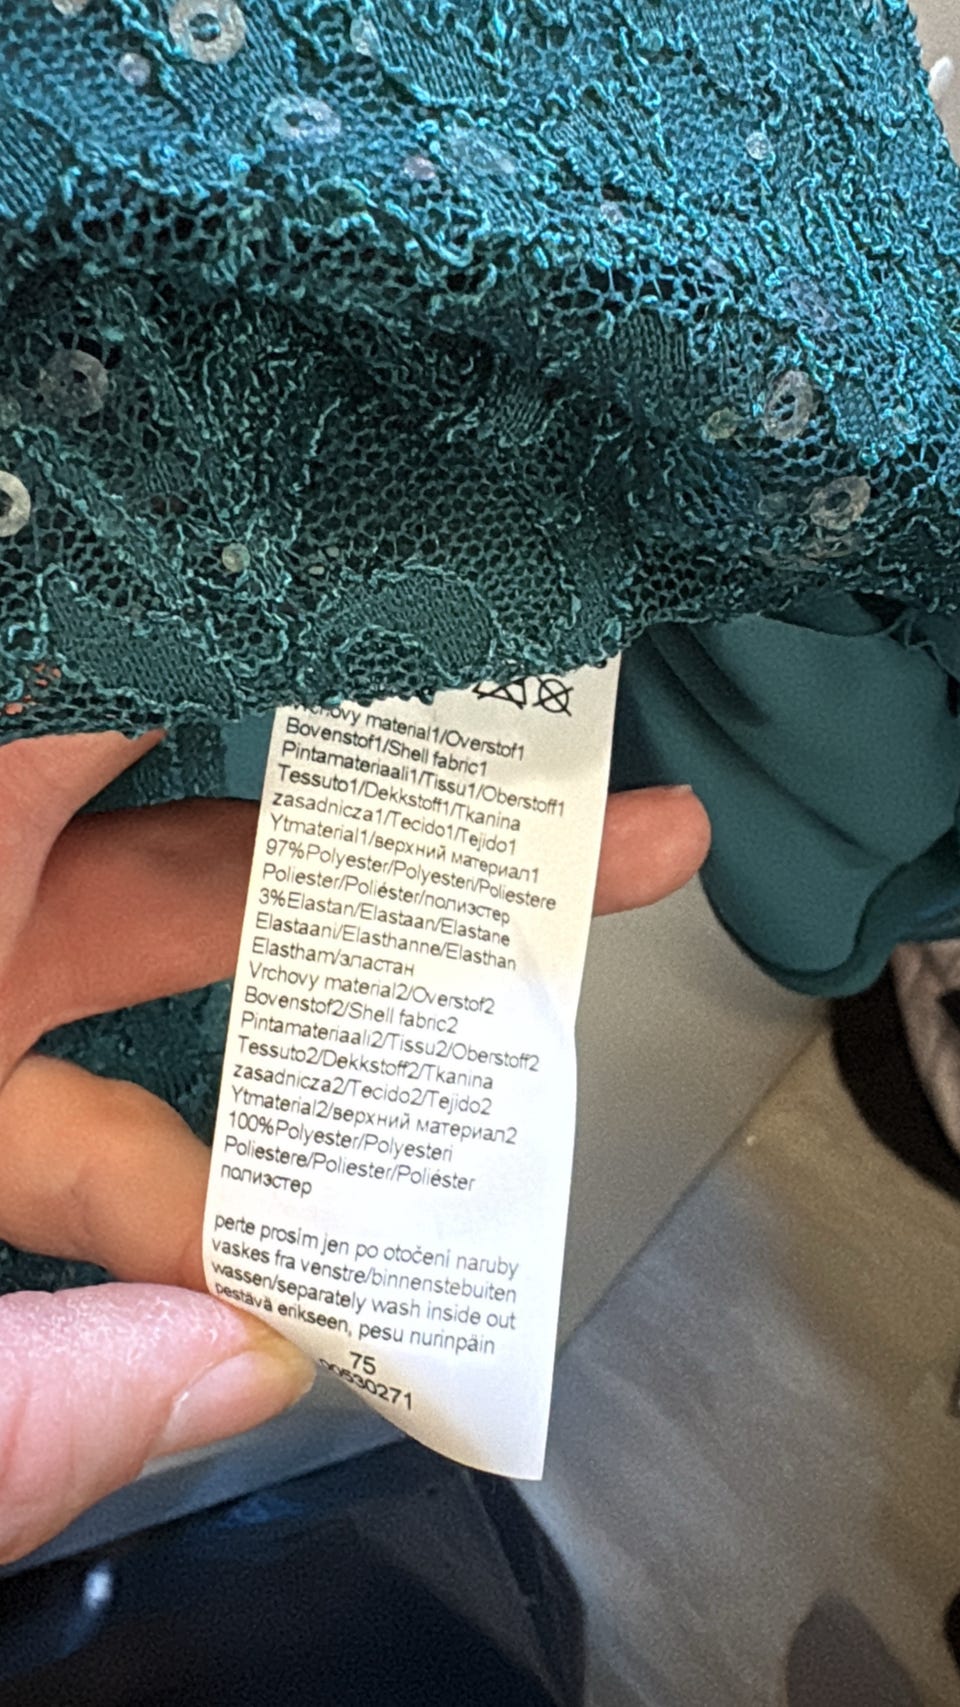 Vrchovy material1/Overstof1
Bovenstof1/Shell fabric1
Pintamateriaali1/Tissu1/Oberstoff1
Tessuto1/Dekkstoff1/Tkanina
zasadnicza1/Tecido1/Tejido1
Ytmaterial1/верхний материал1
97%Polyester/Polyesteri/Poliestere
Poliester/Poliéster/полиэстер
3%Elastan/Elastaan/Elastane
Elastaani/Elasthanne/Elasthan
Elastham/эластан
Vrchovy material2/Overstof2
Bovenstof2/Shell fabric2
Pintamateriaali2/Tissu2/Oberstoff2
Tessuto2/Dekkstoff2/Tkanina
zasadnicza2/Tecido2/Tejido2
Ytmaterial2/верхний материал2
100%Polyester/Polyesteri
Poliestere/Poliester/Poliéster
полиэстер
perte prosím jen po otočení naruby
vaskes fra venstre/binnenstebuiten
wassen/separately wash inside out
pestävä erikseen, pesu nurinpäin
75
00530271